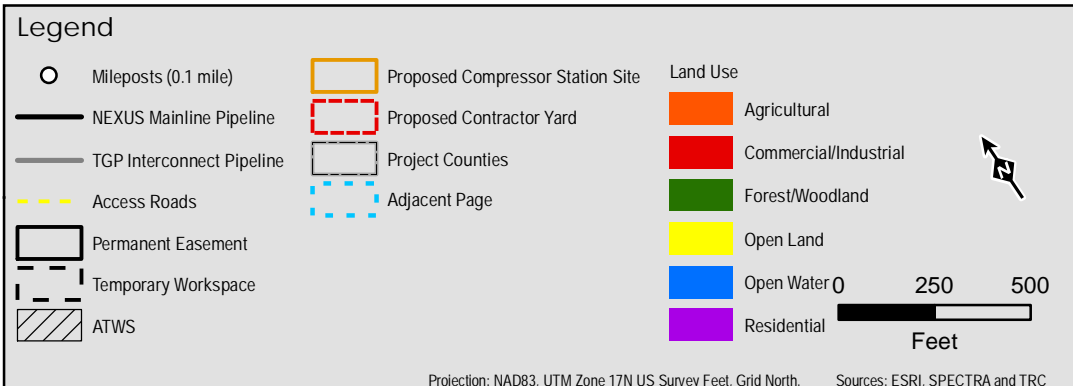 Legend
Mileposts (0.1 mile)
NEXUS Mainline Pipeline
TGP Interconnect Pipeline
Access Roads
Permanent Easement
Temporary Workspace
ATWS
Proposed Compressor Station Site
Proposed Contractor Yard
Project Counties
Adjacent Page
Land Use
Agricultural
Commercial/Industrial
Forest/Woodland
Open Land
Open Water
Residential
N
0 250 500
Feet
Projection: NAD83, UTM Zone 17N US Survey Feet, Grid North. Sources: ESRI, SPECTRA and TRC